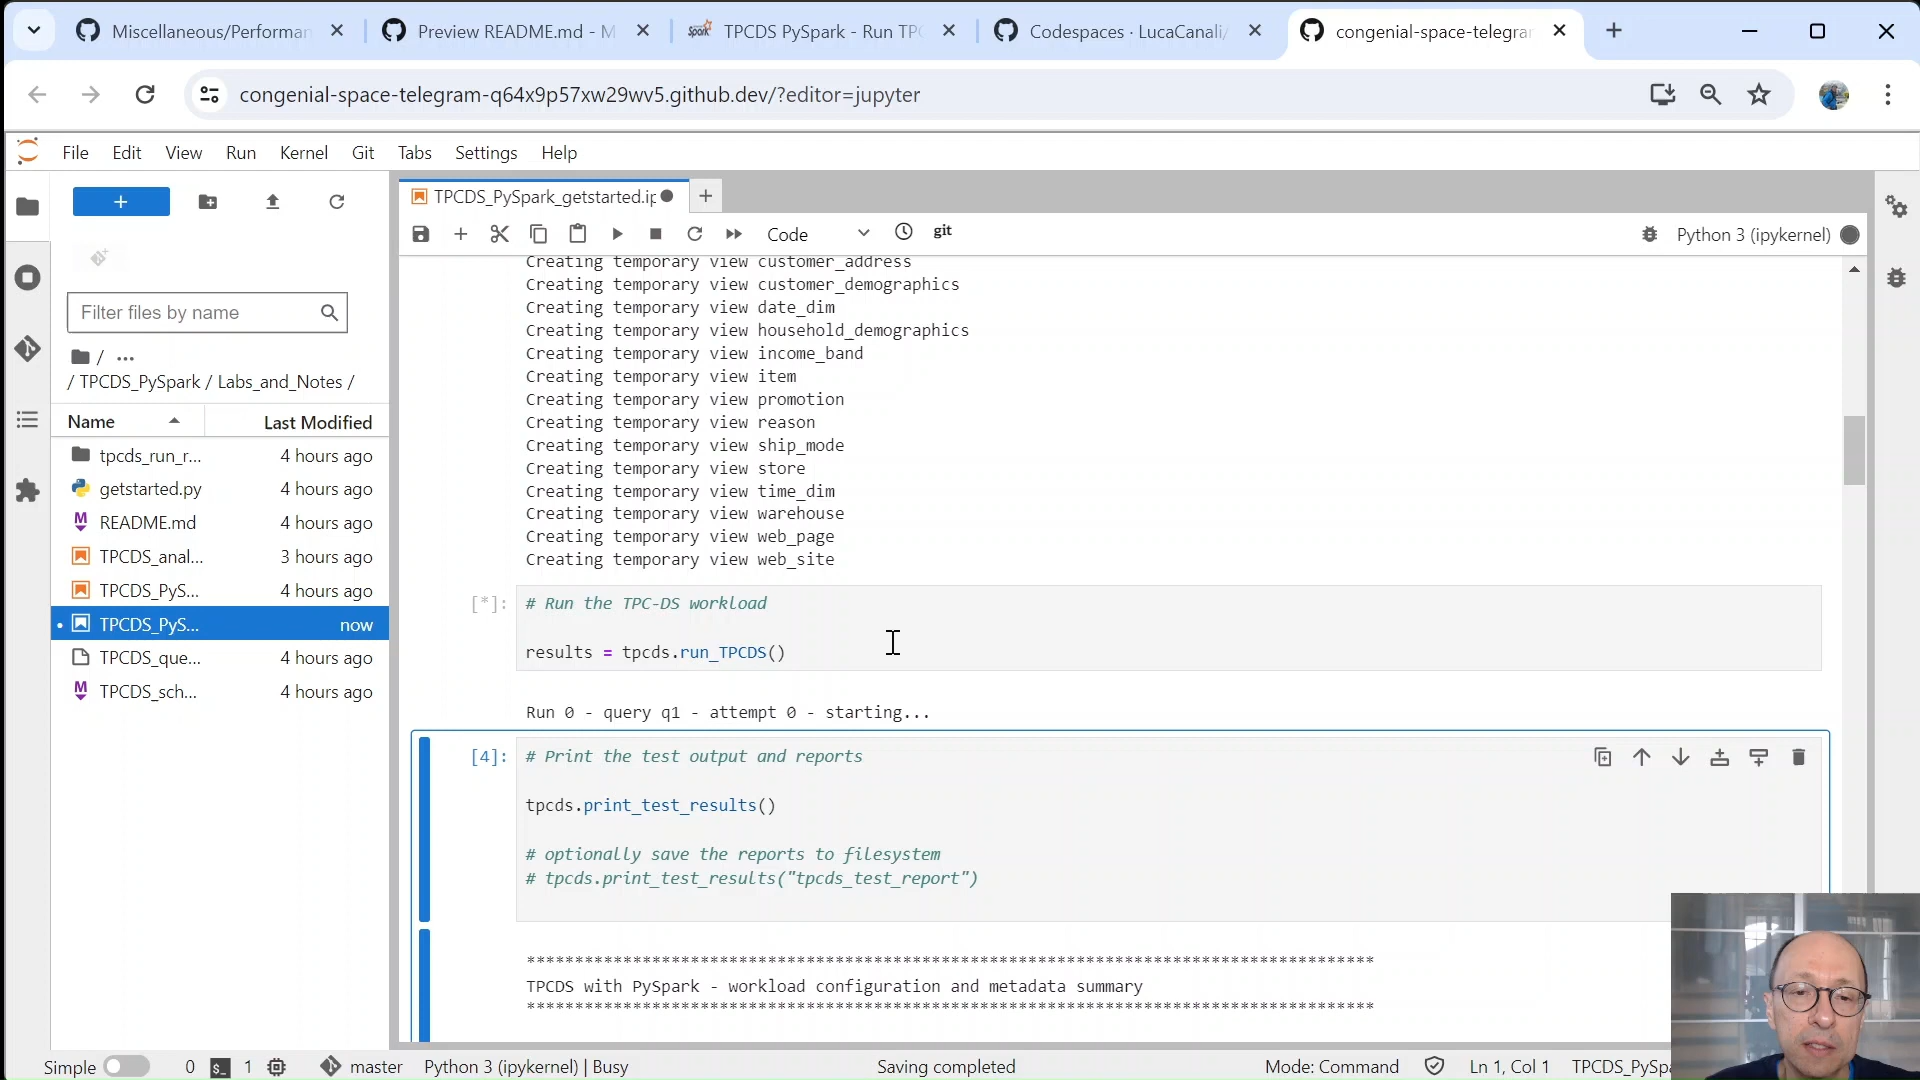 Miscellaneous/Performan
Preview README.md - M
TPCDS PySpark - Run TPC
Codespaces · LucaCanali/
congenial-space-telegra
congenial-space-telegram-q64x9p57xw29wv5.github.dev/?editor=jupyter
File Edit View Run Kernel Git Tabs Settings Help
TPCDS_PySpark_getstarted.ip
Code
git
Python 3 (ipykernel)
Filter files by name
/ ...
/ TPCDS_PySpark / Labs_and_Notes /
Name Last Modified
tpcds_run_r... 4 hours ago
getstarted.py 4 hours ago
README.md 4 hours ago
TPCDS_anal... 3 hours ago
TPCDS_PyS... 4 hours ago
TPCDS_PyS... now
TPCDS_que... 4 hours ago
TPCDS_sch... 4 hours ago
Creating temporary view customer_address
Creating temporary view customer_demographics
Creating temporary view date_dim
Creating temporary view household_demographics
Creating temporary view income_band
Creating temporary view item
Creating temporary view promotion
Creating temporary view reason
Creating temporary view ship_mode
Creating temporary view store
Creating temporary view time_dim
Creating temporary view warehouse
Creating temporary view web_page
Creating temporary view web_site
[*]: # Run the TPC-DS workload
results = tpcds.run_TPCDS()
Run 0 - query q1 - attempt 0 - starting...
[4]: # Print the test output and reports
tpcds.print_test_results()
# optionally save the reports to filesystem
# tpcds.print_test_results("tpcds_test_report")
****************************************************************************************
TPCDS with PySpark - workload configuration and metadata summary
****************************************************************************************
Simple 0 $_ 1 master Python 3 (ipykernel) | Busy Saving completed Mode: Command Ln 1, Col 1 TPCDS_PySpa